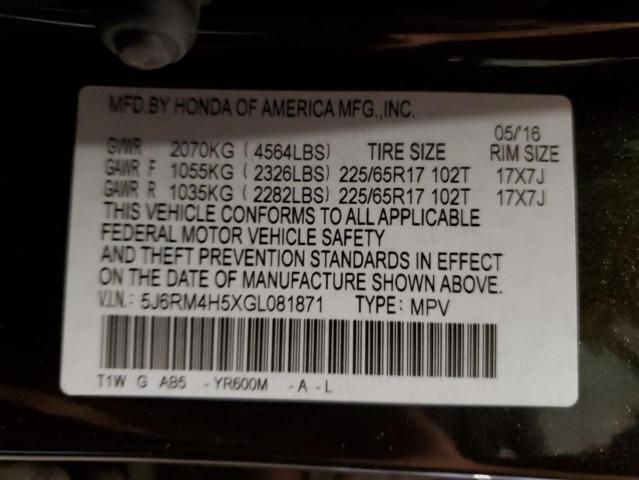 MFD.BY HONDA OF AMERICA MFG.,INC.
05/'16
GVWR 2070KG ( 4564LBS) TIRE SIZE RIM SIZE
GAWR F 1055KG ( 2326LBS) 225/65R17 102T 17X7J
GAWR R 1035KG ( 2282LBS) 225/65R17 102T 17X7J
THIS VEHICLE CONFORMS TO ALL APPLICABLE
FEDERAL MOTOR VEHICLE SAFETY
AND THEFT PREVENTION STANDARDS IN EFFECT
ON THE DATE OF MANUFACTURE SHOWN ABOVE.
V.I.N.: 5J6RM4H5XGL081871 TYPE: MPV
T1W G AB5 -YR600M -A-L